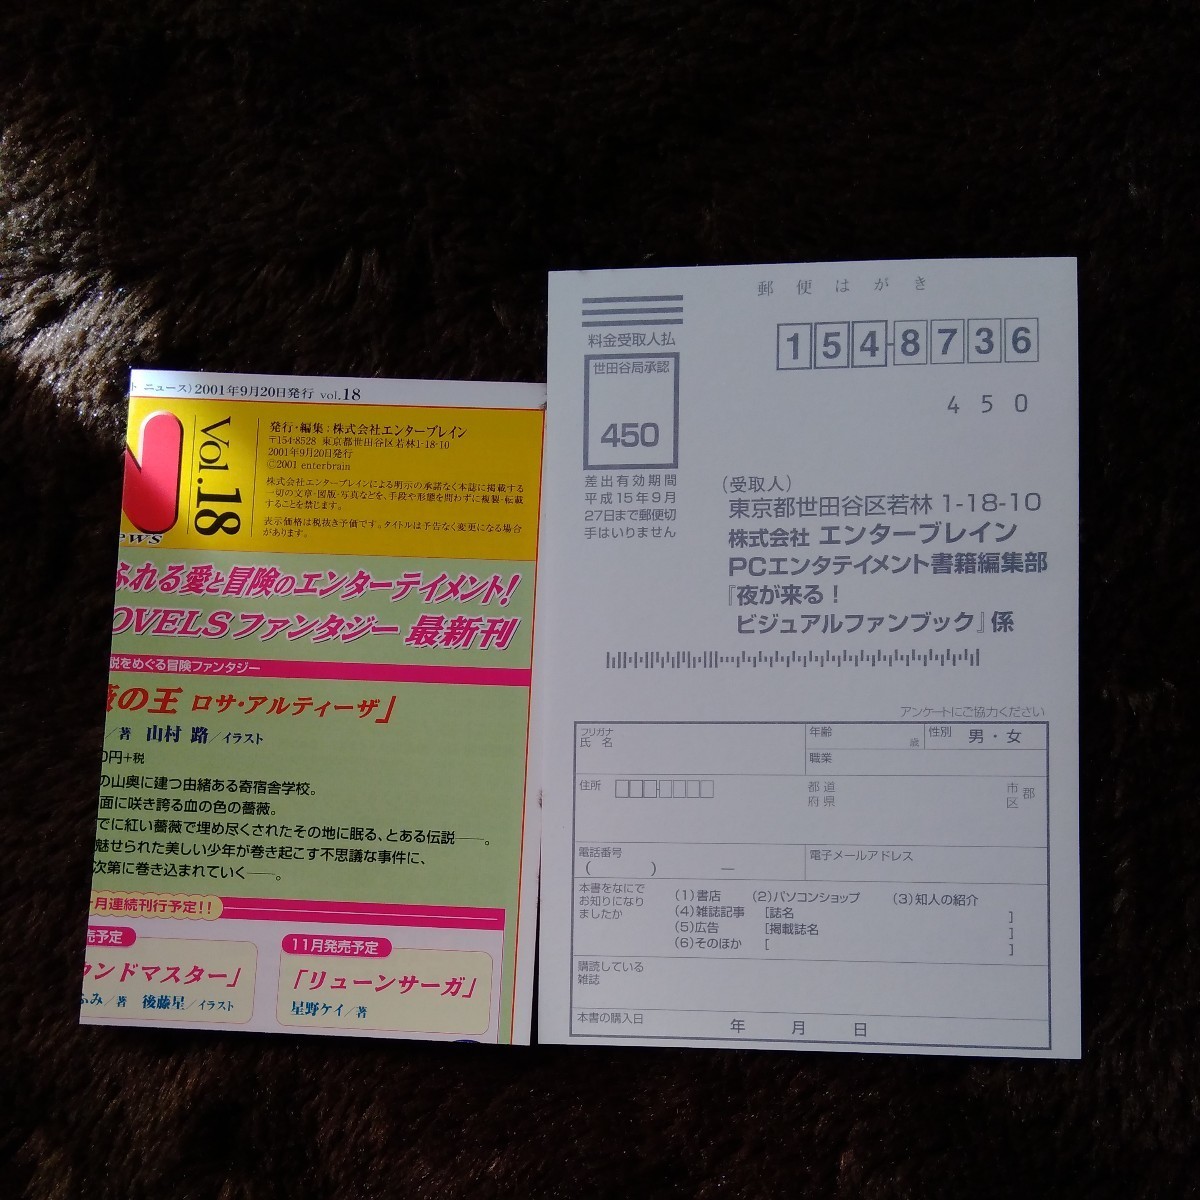 ト ニュース) 2001年9月20日発行 vol.18
Vol.18
ews
発行・編集:株式会社エンターブレイン
〒154-8528 東京都世田谷区若林1-18-10
2001年9月20日発行
©2001 enterbrain
株式会社エンターブレインによる明示の承諾なく本誌に掲載する
一切の文章・図版・写真などを、手段や形態を問わずに複製・転載
することを禁じます。
表示価格は税抜き予価です。タイトルは予告なく変更になる場合
があります。
ふれる愛と冒険のエンターテイメント!
OVELSファンタジー 最新刊
説をめぐる冒険ファンタジー
薇の王 ロサ・アルティーザ」
/著 山村 路/イラスト
0円+税
の山奥に建つ由緒ある寄宿舎学校。
面に咲き誇る血の色の薔薇。
でに紅い薔薇で埋め尽くされたその地に眠る、とある伝説――。
魅せられた美しい少年が巻き起こす不思議な事件に、
次第に巻き込まれていく――。
月連続刊行予定!!
売予定
ンドマスター」
ふみ/著 後藤星/イラスト
11月発売予定
「リューンサーガ」
星野ケイ/著
郵便はがき
料金受取人払
世田谷局承認
450
差出有効期間
平成15年9月
27日まで郵便切
手はいりません
154-8736
450
(受取人)
東京都世田谷区若林 1-18-10
株式会社 エンターブレイン
PCエンタテイメント書籍編集部
『夜が来る!
ビジュアルファンブック』係
アンケートにご協力ください
フリガナ
氏 名
年齢
歳
性別 男・女
職業
住所
都 道
府 県
市 郡
区
電話番号
( ) ―
電子メールアドレス
本書をなにで
お知りになり
ましたか
(1)書店 (2)パソコンショップ (3)知人の紹介
(4)雑誌記事 [誌名 ]
(5)広告 [掲載誌名 ]
(6)そのほか [ ]
購読している
雑誌
本書の購入日
年 月 日